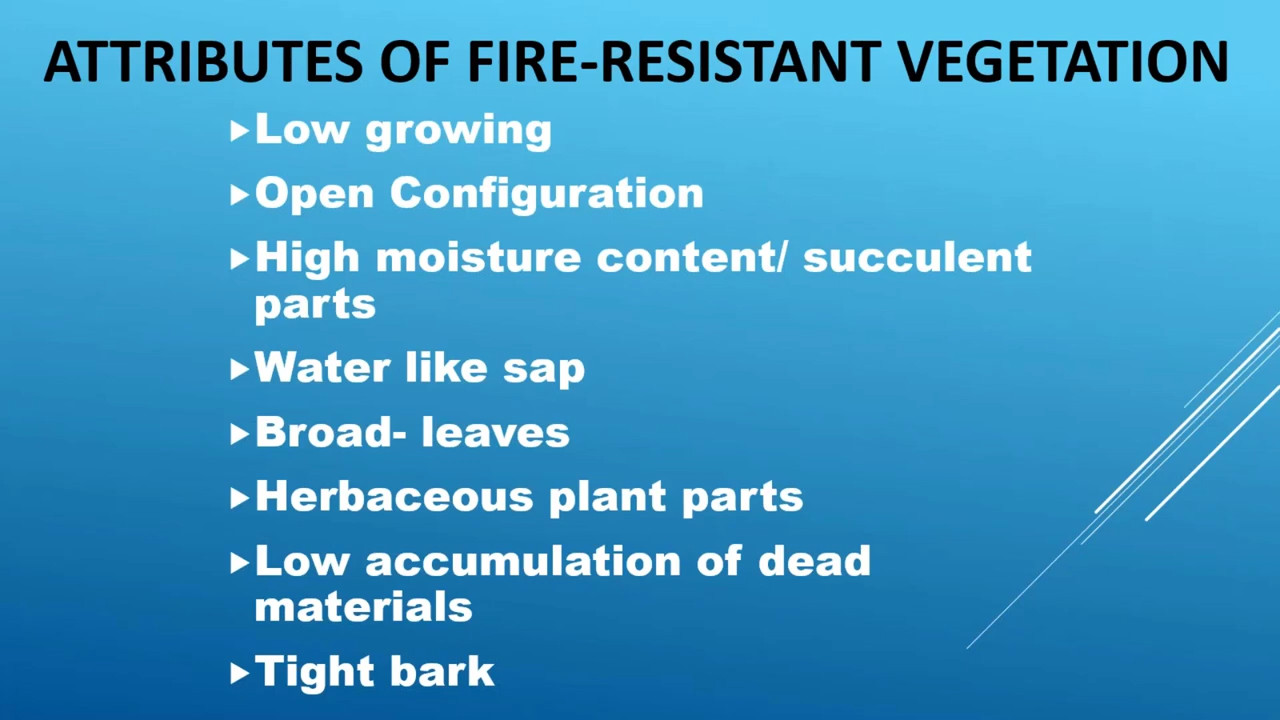 ATTRIBUTES OF FIRE-RESISTANT VEGETATION
Low growing
Open Configuration
High moisture content/ succulent
parts
Water like sap
Broad- leaves
Herbaceous plant parts
Low accumulation of dead
materials
Tight bark